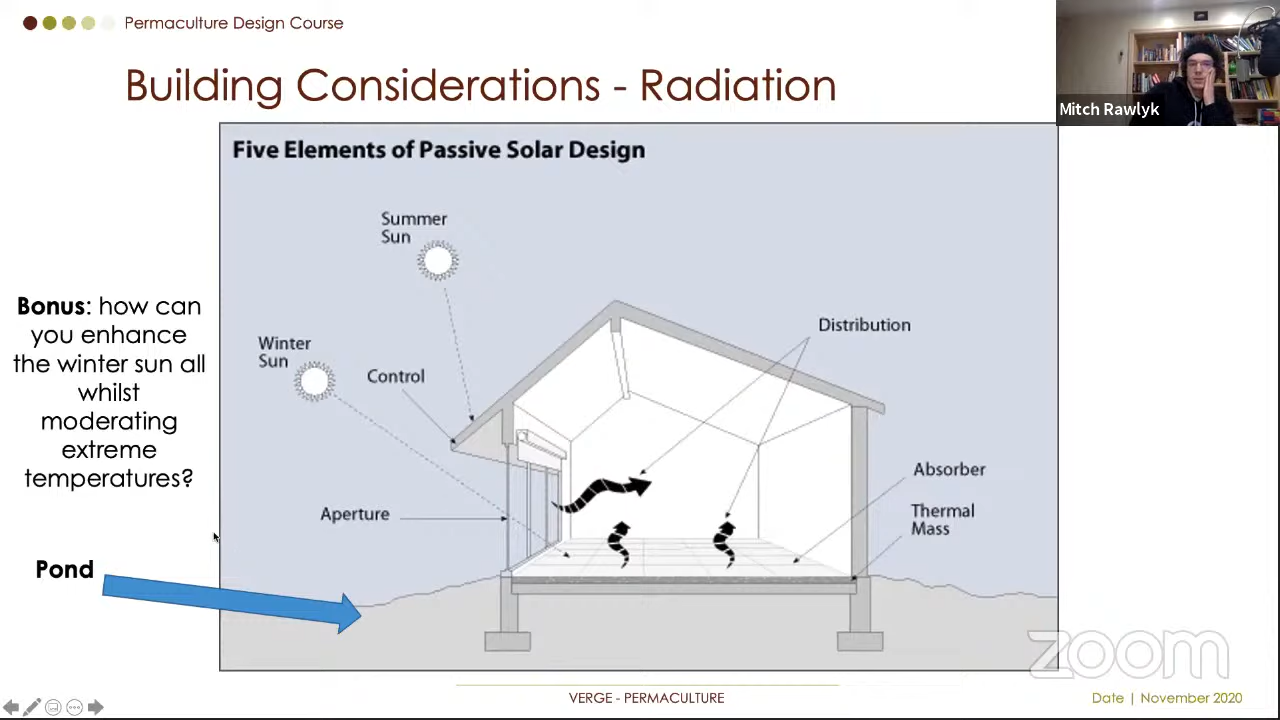 Permaculture Design Course
Mitch Rawlyk
Building Considerations - Radiation
Five Elements of Passive Solar Design
Summer
Sun
Winter
Sun
Control
Distribution
Absorber
Thermal
Mass
Aperture
Bonus: how can
you enhance
the winter sun all
whilst
moderating
extreme
temperatures?
Pond
zoom
VERGE - PERMACULTURE
Date | November 2020